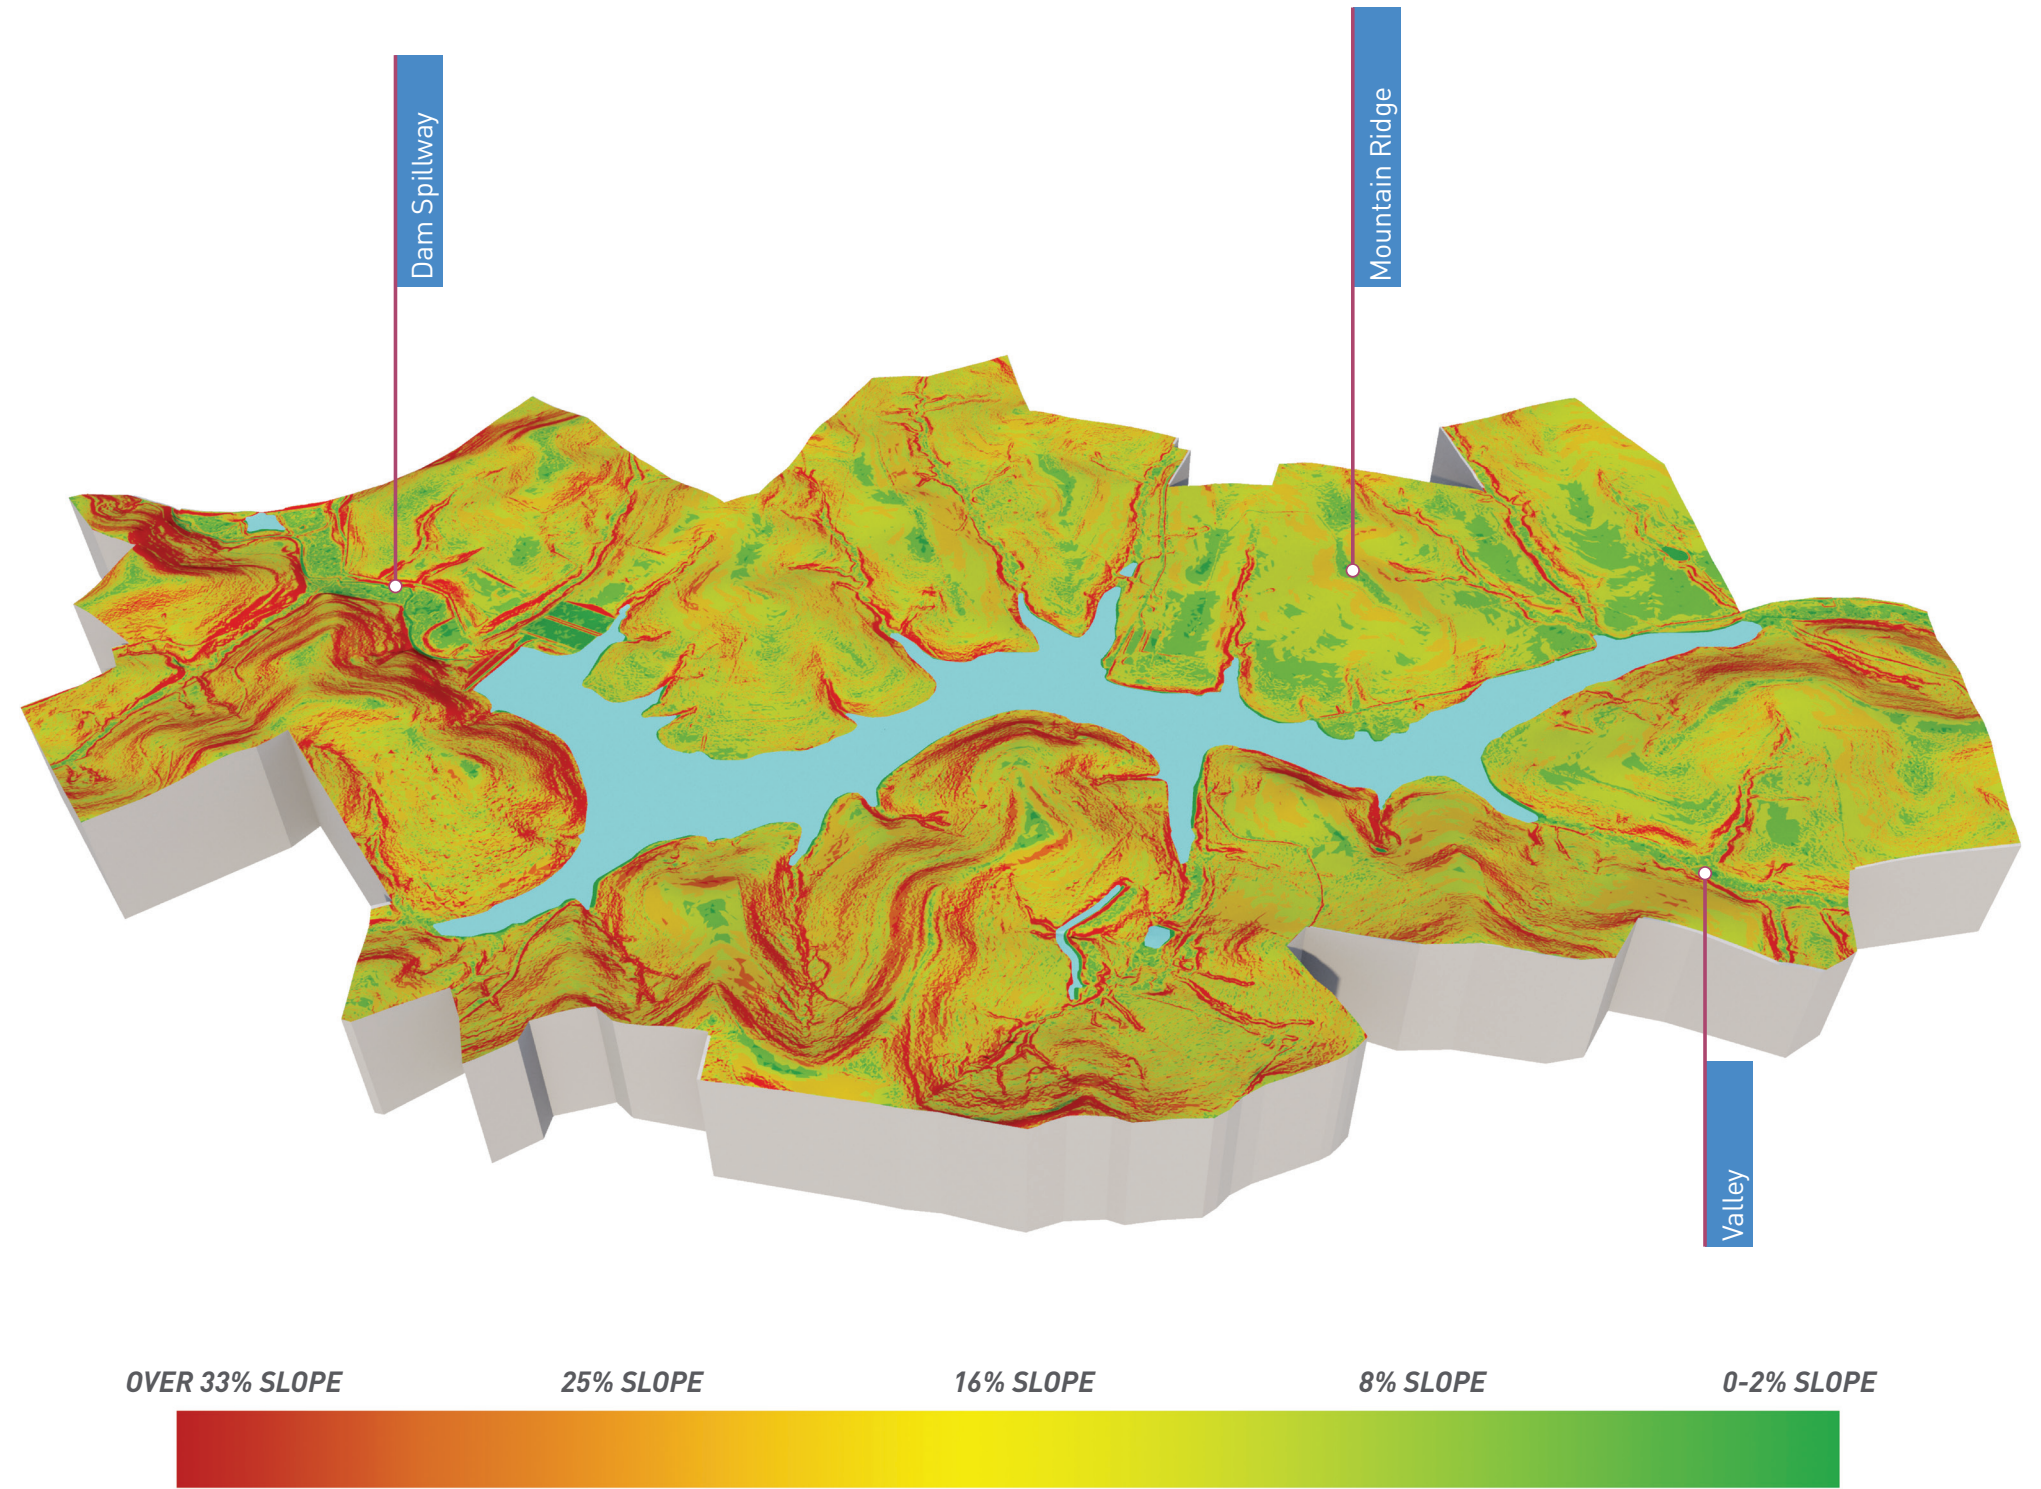 Dam Spillway
Mountain Ridge
Valley
OVER 33% SLOPE
25% SLOPE
16% SLOPE
8% SLOPE
0-2% SLOPE